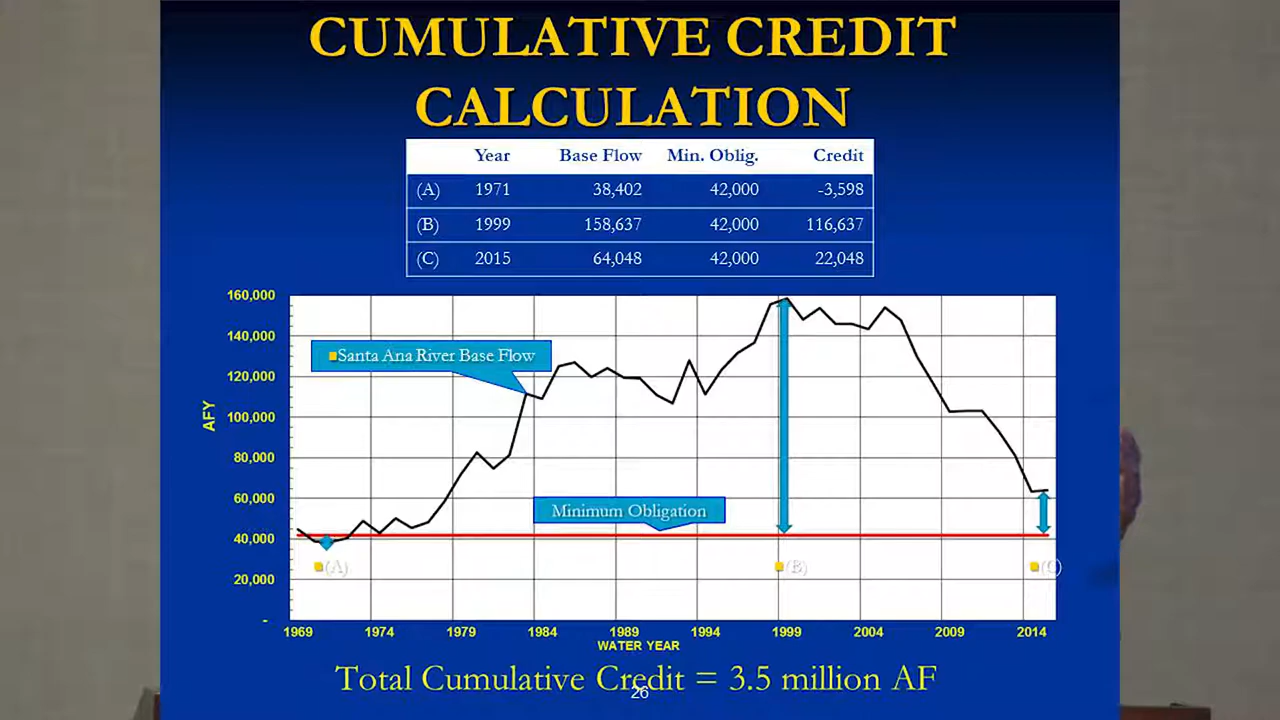 CUMULATIVE CREDIT
CALCULATION
Year Base Flow Min. Oblig. Credit
(A) 1971 38,402 42,000 -3,598
(B) 1999 158,637 42,000 116,637
(C) 2015 64,048 42,000 22,048
160,000
140,000
120,000
100,000
80,000
60,000
40,000
20,000
-
AFY
Santa Ana River Base Flow
Minimum Obligation
(A)
(B)
(C)
1969 1974 1979 1984 1989 1994 1999 2004 2009 2014
WATER YEAR
Total Cumulative Credit = 3.5 million AF
26